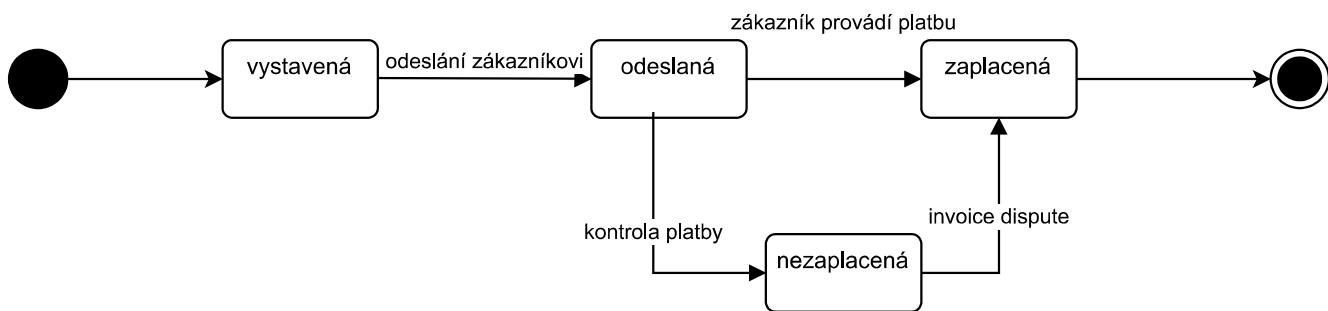 zákazník provádí platbu
vystavená
odeslání zákazníkovi
odeslaná
zaplacená
kontrola platby
invoice dispute
nezaplacená